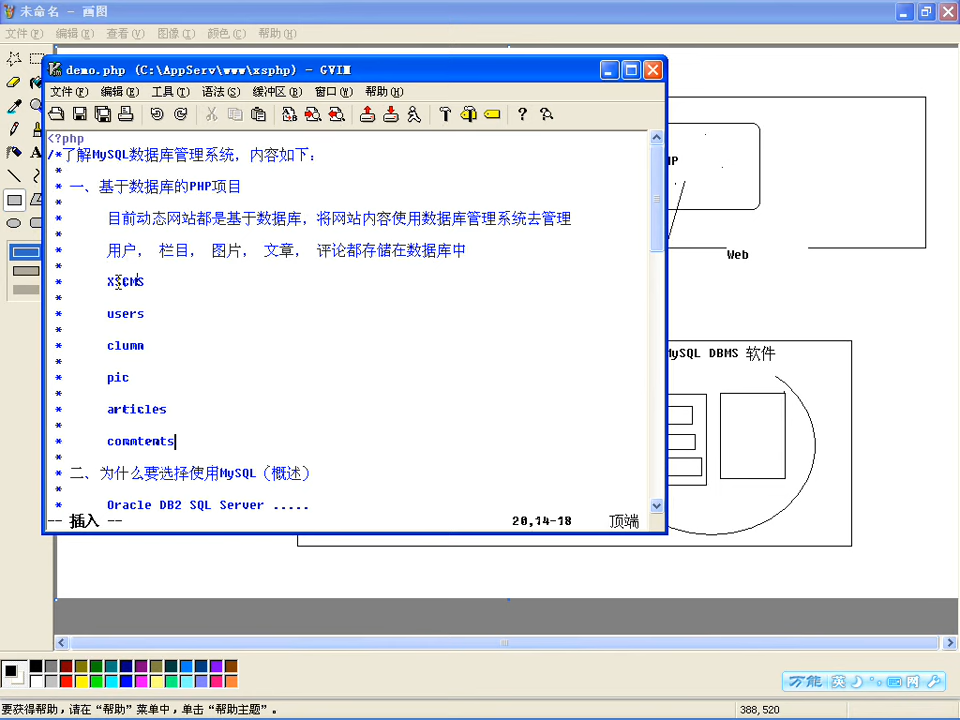 未命名 - 画图
文件(F) 编辑(E) 查看(V) 图像(I) 颜色(C) 帮助(H)
demo.php (C:\AppServ\www\xsphp) - GVIM
文件(F) 编辑(E) 工具(T) 语法(S) 缓冲区(B) 窗口(W) 帮助(H)
<?php
/*了解MySQL数据库管理系统，内容如下：
*
* 一、基于数据库的PHP项目
*
* 目前动态网站都是基于数据库，将网站内容使用数据库管理系统去管理
*
* 用户， 栏目， 图片， 文章， 评论都存储在数据库中
*
* XSCMS
*
* users
*
* clumn
*
* pic
*
* articles
*
* comntents
*
* 二、为什么要选择使用MySQL（概述）
*
* Oracle DB2 SQL Server .....
-- 插入 -- 20,14-18 顶端
HP
Web
MySQL DBMS 软件
万能 英 网
要获得帮助，请在“帮助”菜单中，单击“帮助主题”。 388,520